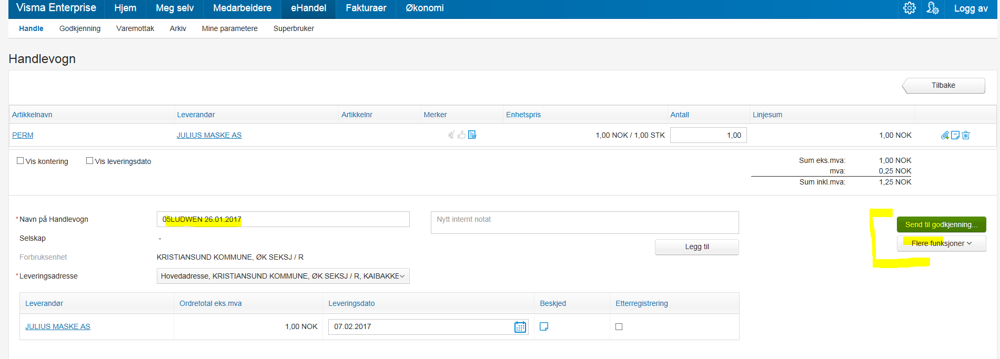 Visma Enterprise Hjem Meg selv Medarbeidere eHandel Fakturaer Økonomi Logg av
Handle Godkjenning Varemottak Arkiv Mine parametere Superbruker
Handlevogn
Tilbake
Artikkelnavn Leverandør Artikkelnr Merker Enhetspris Antall Linjesum
PERM JULIUS MASKE AS 1,00 NOK / 1,00 STK 1,00 1,00 NOK
Vis kontering Vis leveringsdato
Sum eks.mva: 1,00 NOK
mva: 0,25 NOK
Sum inkl.mva: 1,25 NOK
*Navn på Handlevogn 05LUDWEN 26.01.2017 Nytt internt notat
Send til godkjenning...
Selskap -
Legg til
Flere funksjoner
Forbruksenhet KRISTIANSUND KOMMUNE, ØK SEKSJ / R
*Leveringsadresse Hovedadresse, KRISTIANSUND KOMMUNE, ØK SEKSJ / R, KAIBAKKE
Leverandør Ordretotal eks.mva Leveringsdato Beskjed Etterregistrering
JULIUS MASKE AS 1,00 NOK 07.02.2017